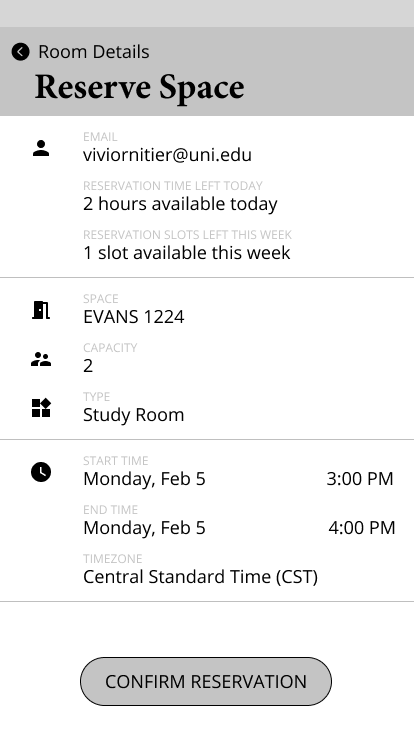 Room Details
Reserve Space
EMAIL
viviornitier@uni.edu
RESERVATION TIME LEFT TODAY
2 hours available today
RESERVATION SLOTS LEFT THIS WEEK
1 slot available this week
SPACE
EVANS 1224
CAPACITY
2
TYPE
Study Room
START TIME
Monday, Feb 5 3:00 PM
END TIME
Monday, Feb 5 4:00 PM
TIMEZONE
Central Standard Time (CST)
CONFIRM RESERVATION